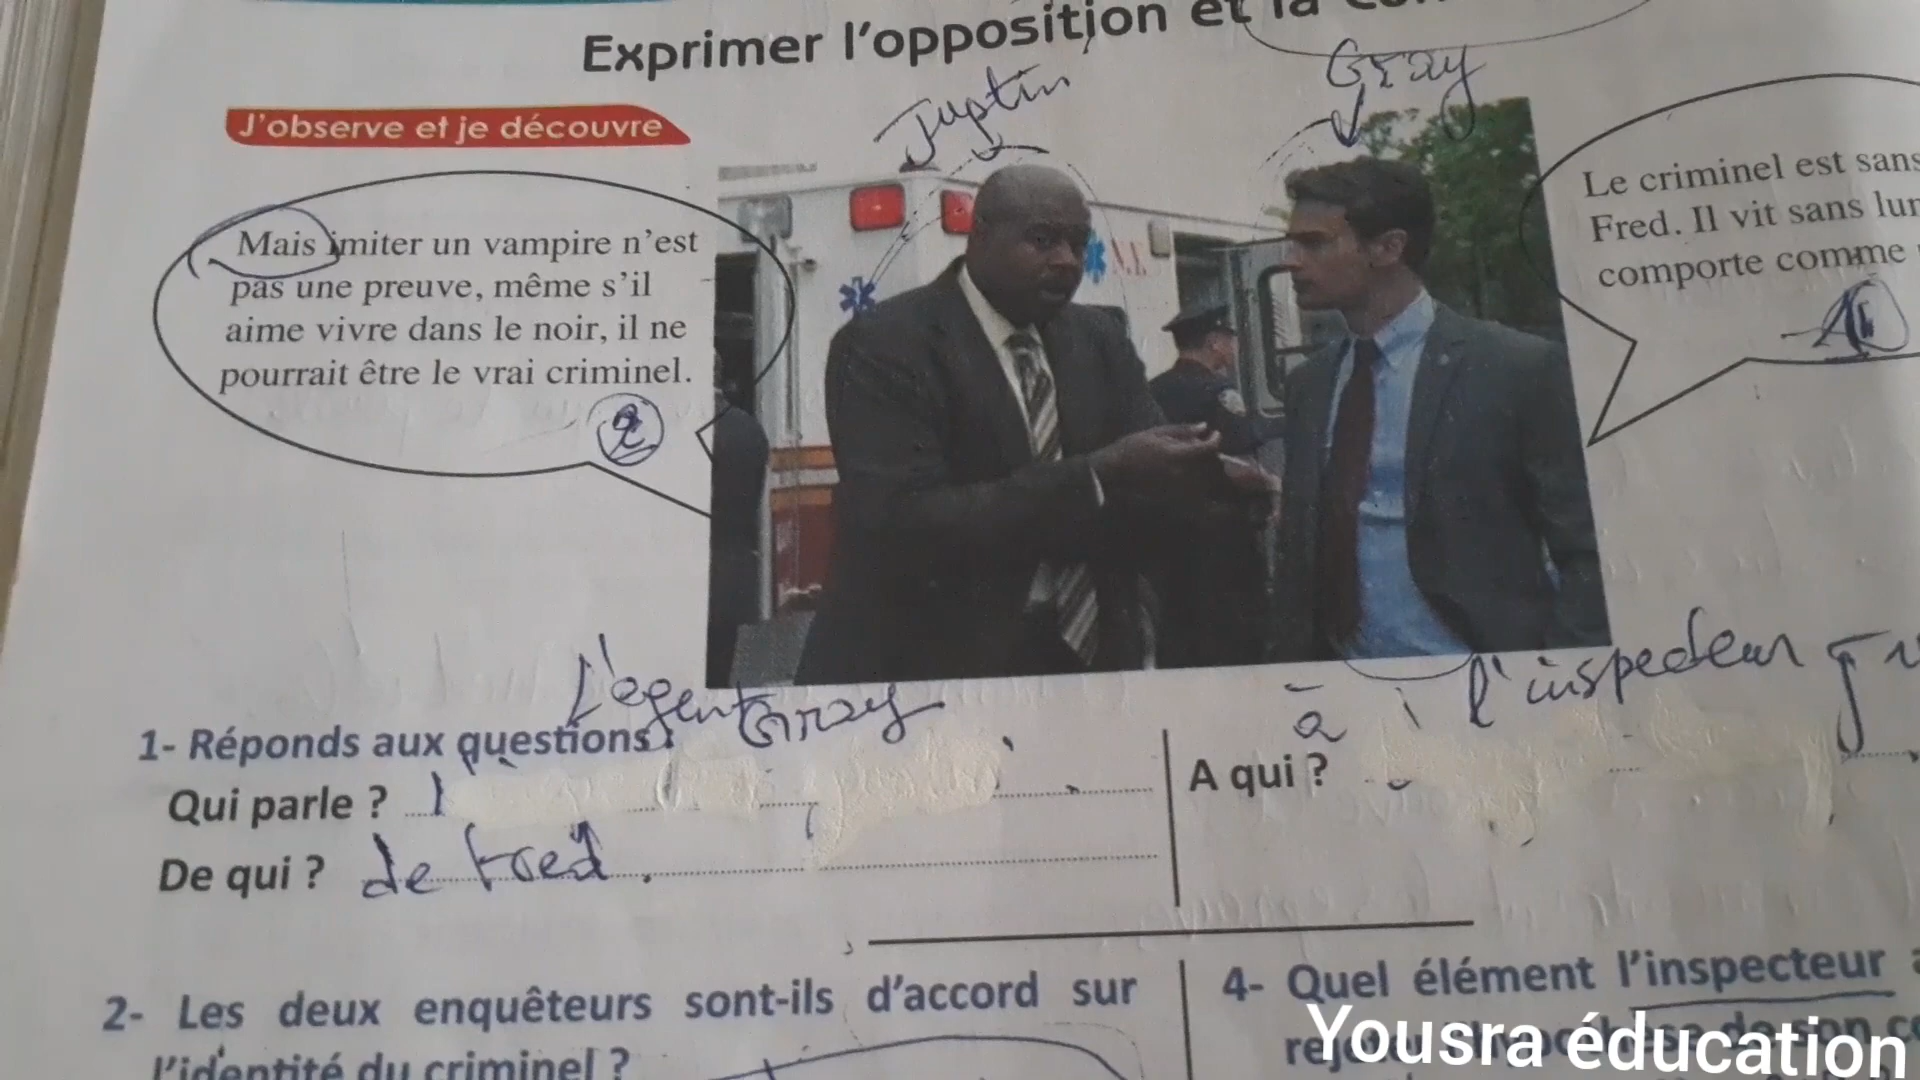 Exprimer l'opposition et la
Justin
Gray
J'observe et je découvre
Mais imiter un vampire n'est
pas une preuve, même s'il
aime vivre dans le noir, il ne
pourrait être le vrai criminel.
2
Le criminel est sans
Fred. Il vit sans
comporte comme
L'agent Gray
à l'inspecteur
1- Réponds aux questions :
Qui parle ?
A qui ?
De qui ? de Fred.
2- Les deux enquêteurs sont-ils d'accord sur
l'identité du criminel ?
4- Quel élément l'inspecteur
Yousra éducation